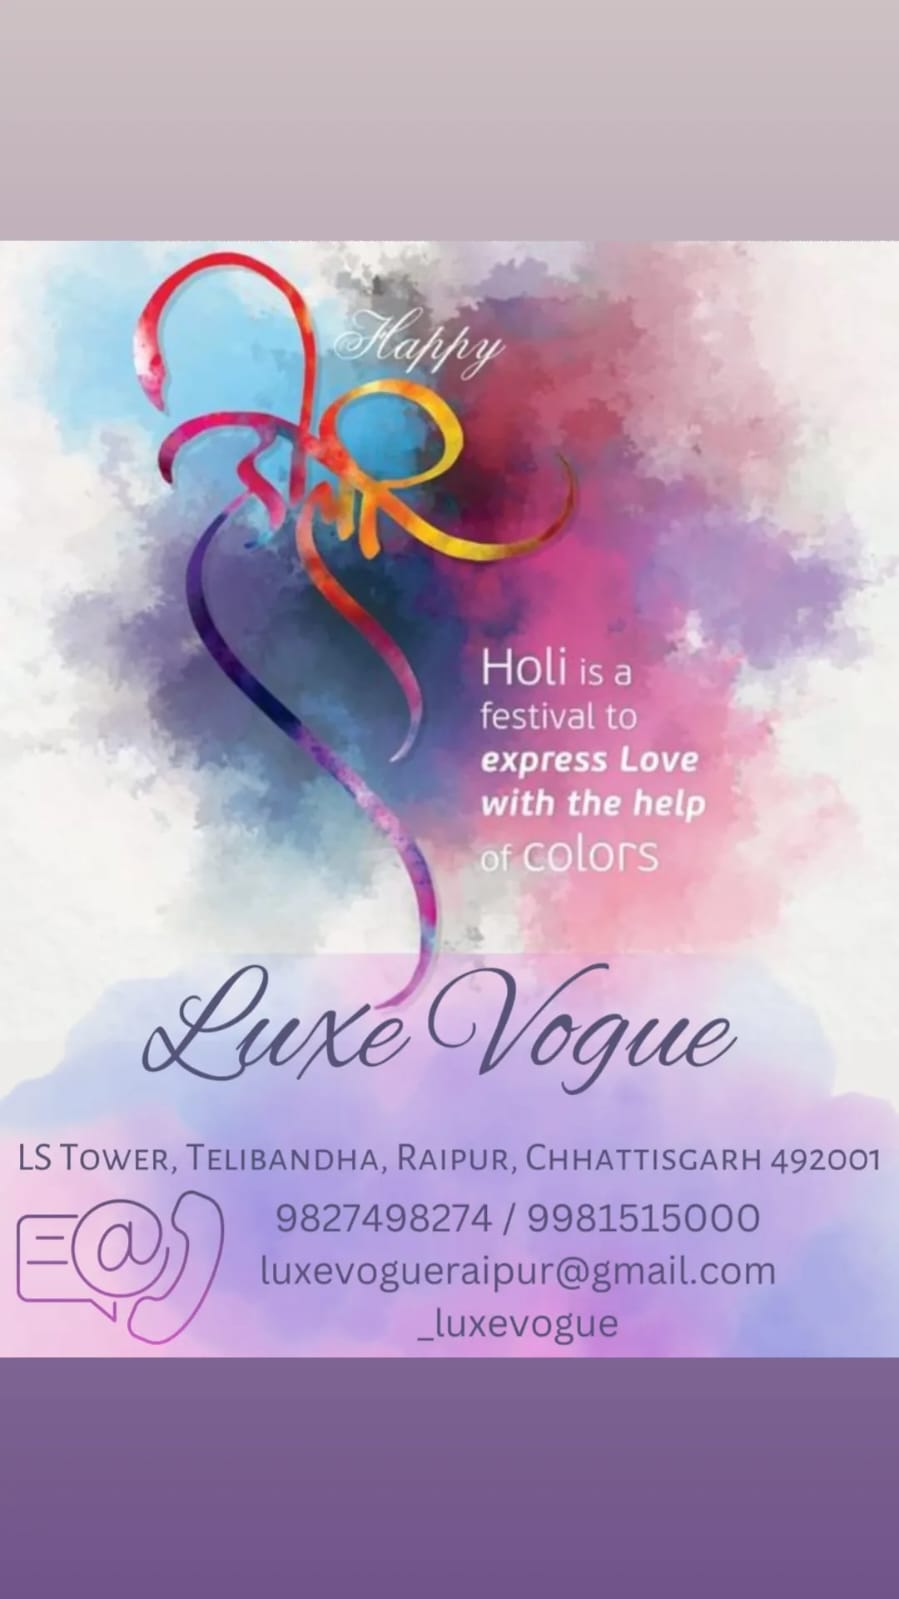 Happy
होली
Holi is a
festival to
express Love
with the help
of colors
Luxe Vogue
LS Tower, Telibandha, Raipur, Chhattisgarh 492001
9827498274 / 9981515000
luxevogueraipur@gmail.com
_luxevogue